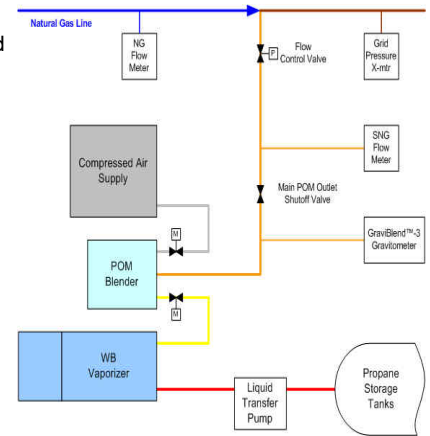 Natural Gas Line
d
NG
Flow
Meter
Flow
Control Valve
P
Grid
Pressure
X-mtr
Compressed Air
Supply
SNG
Flow
Meter
Main POM Outlet
Shutoff Valve
M
GraviBlend™-3
Gravitometer
POM
Blender
M
WB
Vaporizer
Liquid
Transfer
Pump
Propane
Storage
Tanks